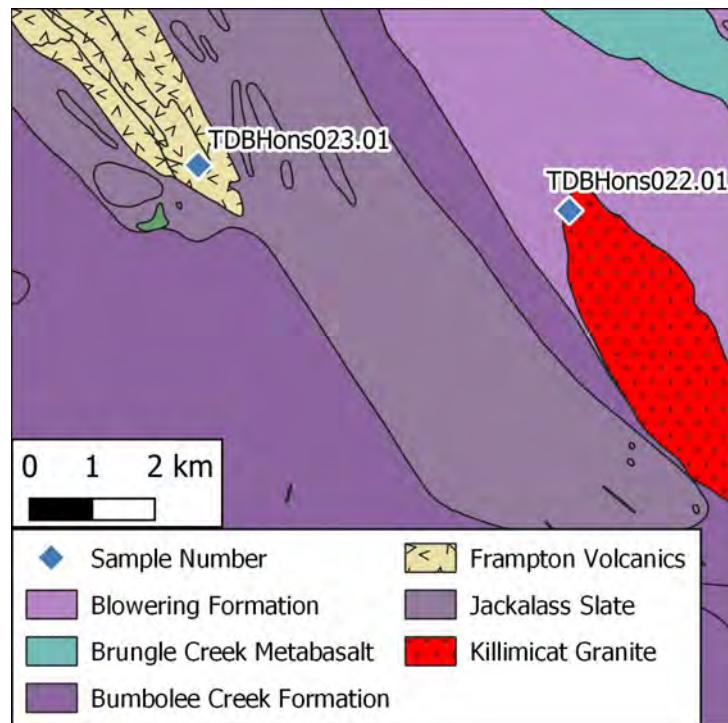 TDBHons023.01
TDBHons022.01
0 1 2 km
Sample Number
Blowering Formation
Brungle Creek Metabasalt
Bumbolee Creek Formation
Frampton Volcanics
Jackalass Slate
Killimicat Granite